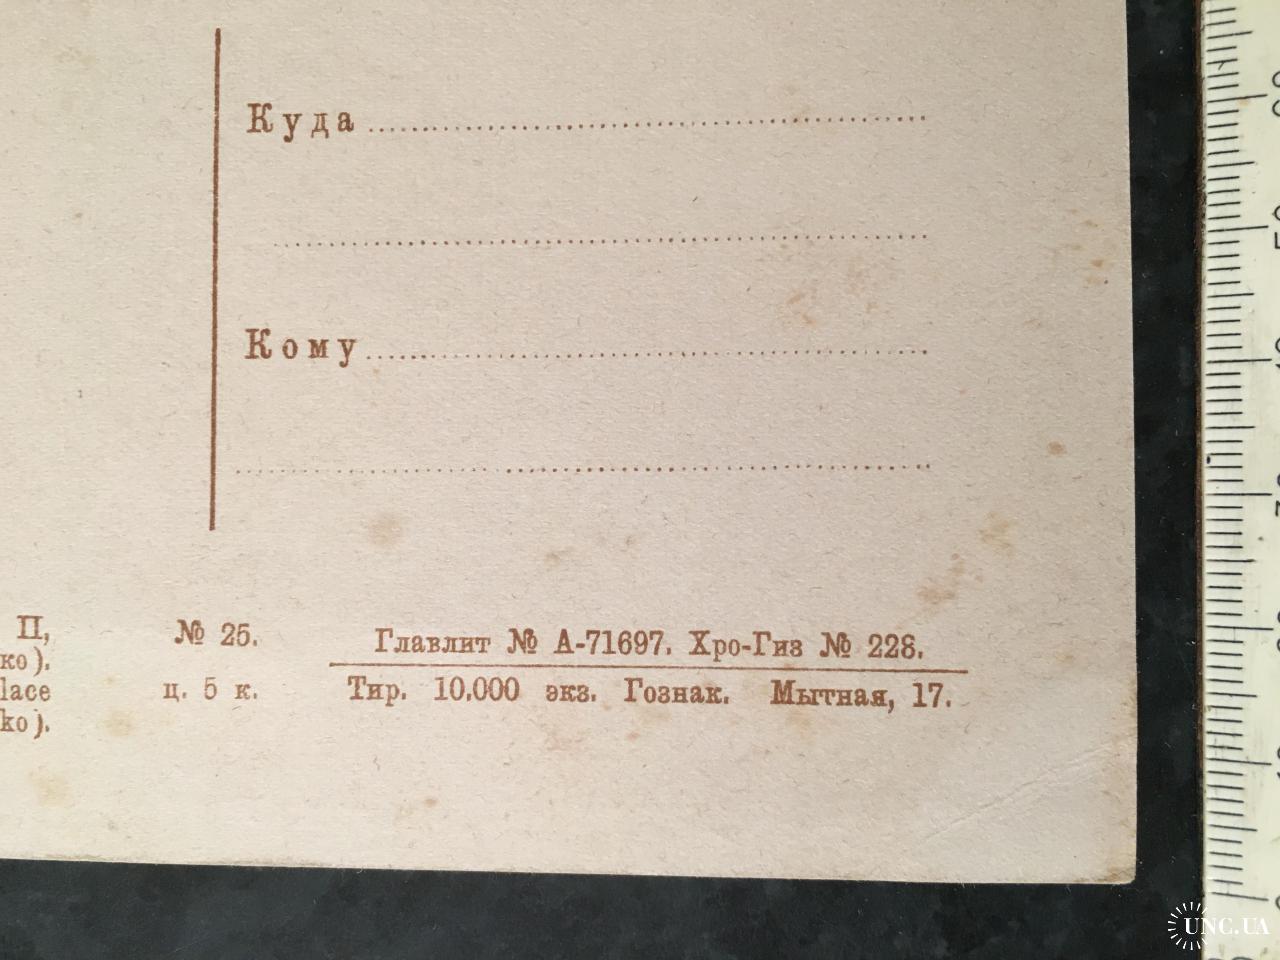 Куда
Кому
II,
ко).
lace
ko).
№ 25.
ц. 5 к.
Главлит № А-71697. Хро-Гиз № 228.
Тир. 10.000 экз. Гознак. Мытная, 17.
UNC.UA